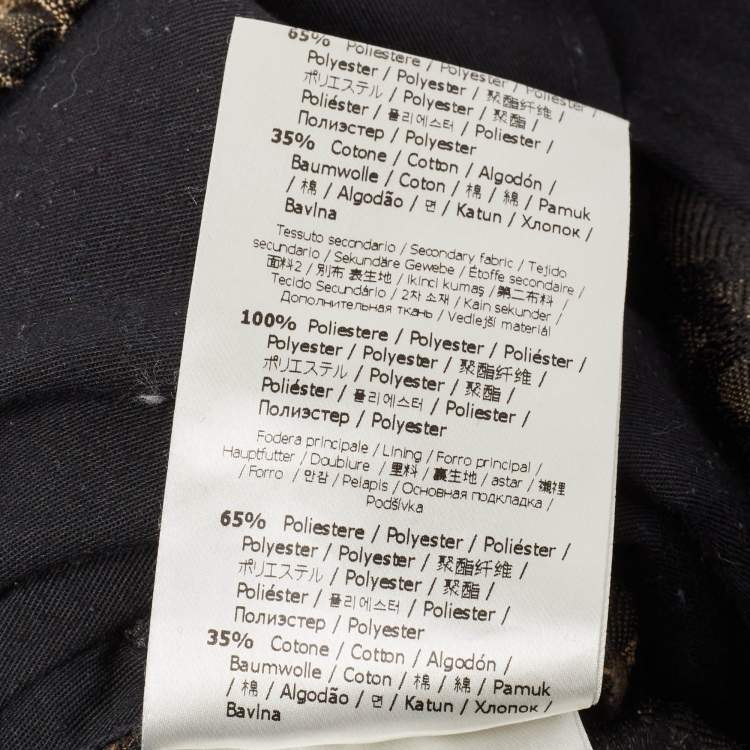 65% Poliestere / Polyester / Poliéster /
Polyester / Polyester / 聚酯纤维 /
ポリエステル / Polyester / 聚酯 /
Poliéster / 폴리에스터 / Poliester /
Полиэстер / Polyester
35% Cotone / Cotton / Algodón /
Baumwolle / Coton / 棉 / 綿 / Pamuk
/ 棉 / Algodão / 면 / Katun / Хлопок /
Bavlna
Tessuto secondario / Secondary fabric / Tejido
secundario / Sekundäre Gewebe / Étoffe secondaire /
面料2 / 別布 裏生地 / İkinci kumaş / 第二布料 /
Tecido Secundário / 2차 소재 / Kain sekunder /
Дополнительная ткань / Vedlejší materiál
100% Poliestere / Polyester / Poliéster /
Polyester / Polyester / 聚酯纤维 /
ポリエステル / Polyester / 聚酯 /
Poliéster / 폴리에스터 / Poliester /
Полиэстер / Polyester
Fodera principale / Lining / Forro principal /
Hauptfutter / Doublure / 里料 / 裏生地 / astar / 襯裡
/ Forro / 안감 / Pelapis / Основная подкладка /
Podšívka
65% Poliestere / Polyester / Poliéster /
Polyester / Polyester / 聚酯纤维 /
ポリエステル / Polyester / 聚酯 /
Poliéster / 폴리에스터 / Poliester /
Полиэстер / Polyester
35% Cotone / Cotton / Algodón /
Baumwolle / Coton / 棉 / 綿 / Pamuk
/ 棉 / Algodão / 면 / Katun / Хлопок /
Bavlna